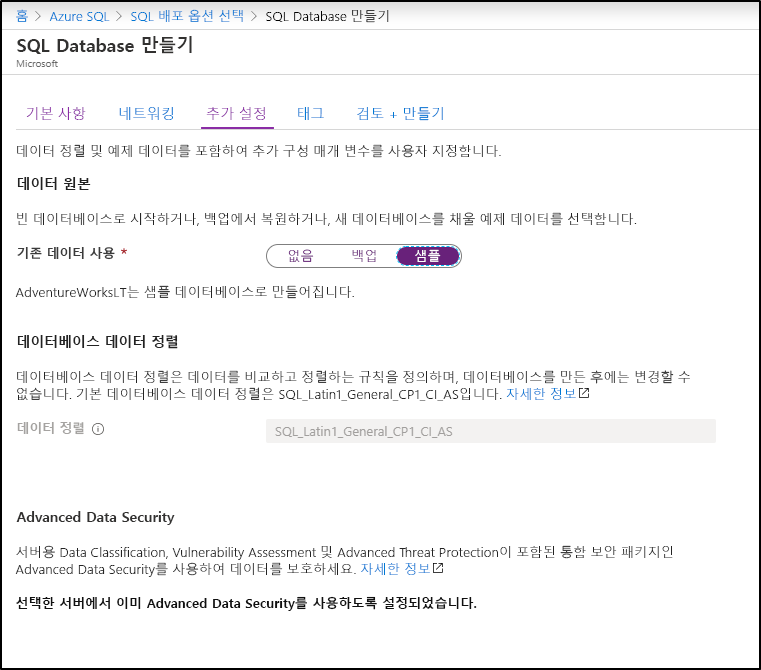 홈 > Azure SQL > SQL 배포 옵션 선택 > SQL Database 만들기
SQL Database 만들기
Microsoft
기본 사항 네트워킹 추가 설정 태그 검토 + 만들기
데이터 정렬 및 예제 데이터를 포함하여 추가 구성 매개 변수를 사용자 지정합니다.
데이터 원본
빈 데이터베이스로 시작하거나, 백업에서 복원하거나, 새 데이터베이스를 채울 예제 데이터를 선택합니다.
기존 데이터 사용 * 없음 백업 샘플
AdventureWorksLT는 샘플 데이터베이스로 만들어집니다.
데이터베이스 데이터 정렬
데이터베이스 데이터 정렬은 데이터를 비교하고 정렬하는 규칙을 정의하며, 데이터베이스를 만든 후에는 변경할 수
없습니다. 기본 데이터베이스 데이터 정렬은 SQL_Latin1_General_CP1_CI_AS입니다. 자세한 정보
데이터 정렬 SQL_Latin1_General_CP1_CI_AS
Advanced Data Security
서버용 Data Classification, Vulnerability Assessment 및 Advanced Threat Protection이 포함된 통합 보안 패키지인
Advanced Data Security를 사용하여 데이터를 보호하세요. 자세한 정보
선택한 서버에서 이미 Advanced Data Security를 사용하도록 설정되었습니다.